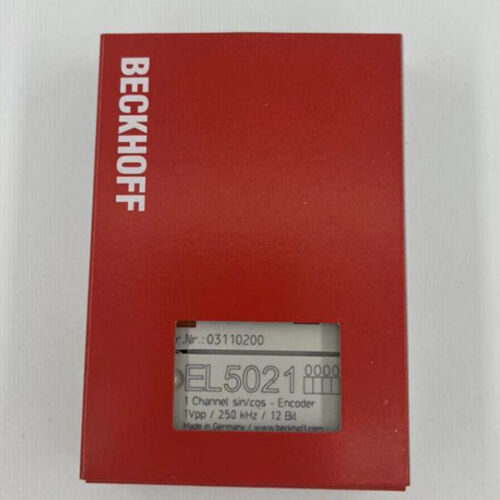 BECKHOFF
r.Nr.: 03110200
EL5021 0000
1 Channel sin/cos - Encoder
1Vpp / 250 kHz / 12 Bit
Made in Germany / www.beckhoff.com